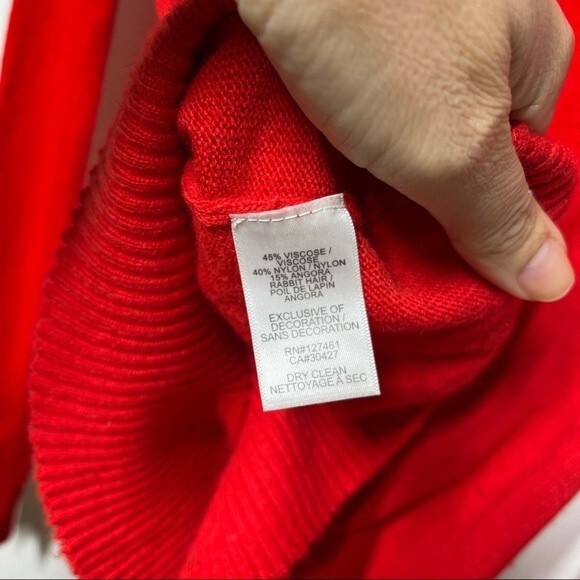 45% VISCOSE /
VISCOSE
40% NYLON / NYLON
15% ANGORA
RABBIT HAIR /
POIL DE LAPIN
ANGORA
EXCLUSIVE OF
DECORATION /
SANS DECORATION
RN#127461
CA#30427
DRY CLEAN
NETTOYAGE À SEC